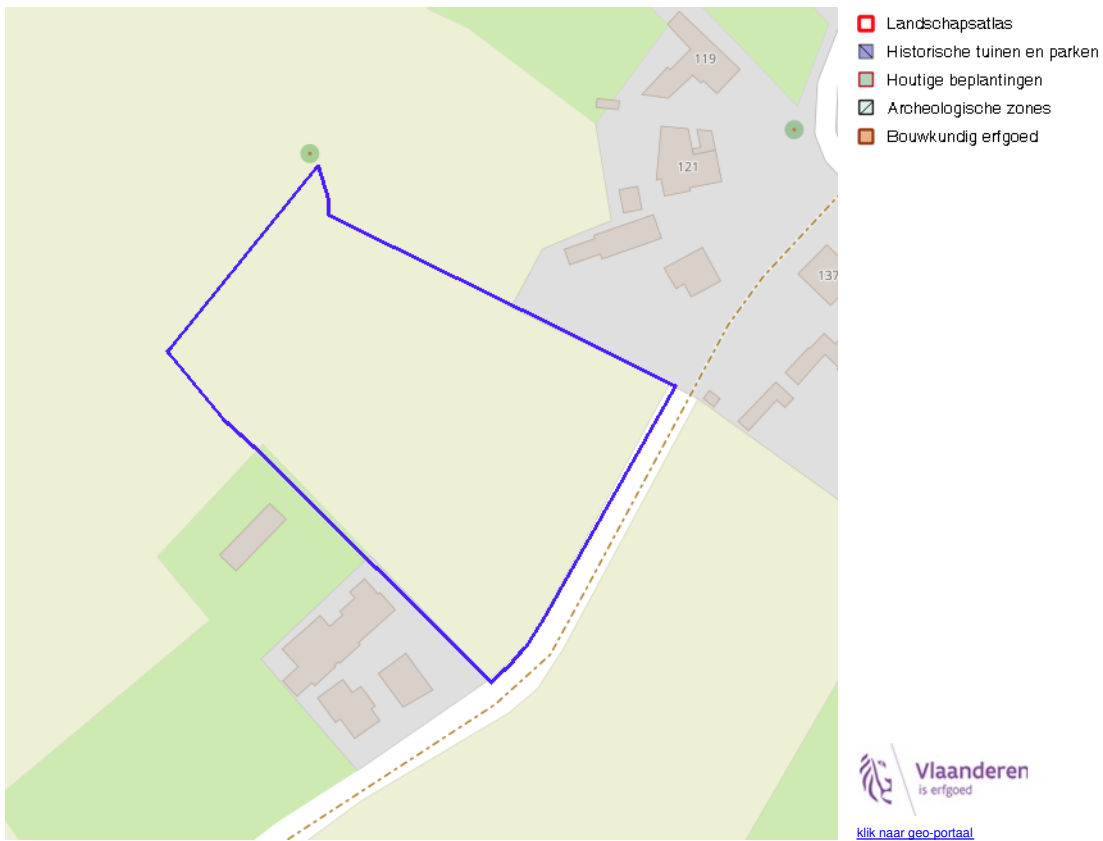 119
121
137
Landschapsatlas
Historische tuinen en parken
Houtige beplantingen
Archeologische zones
Bouwkundig erfgoed
Vlaanderen
is erfgoed
klik naar geo-portaal